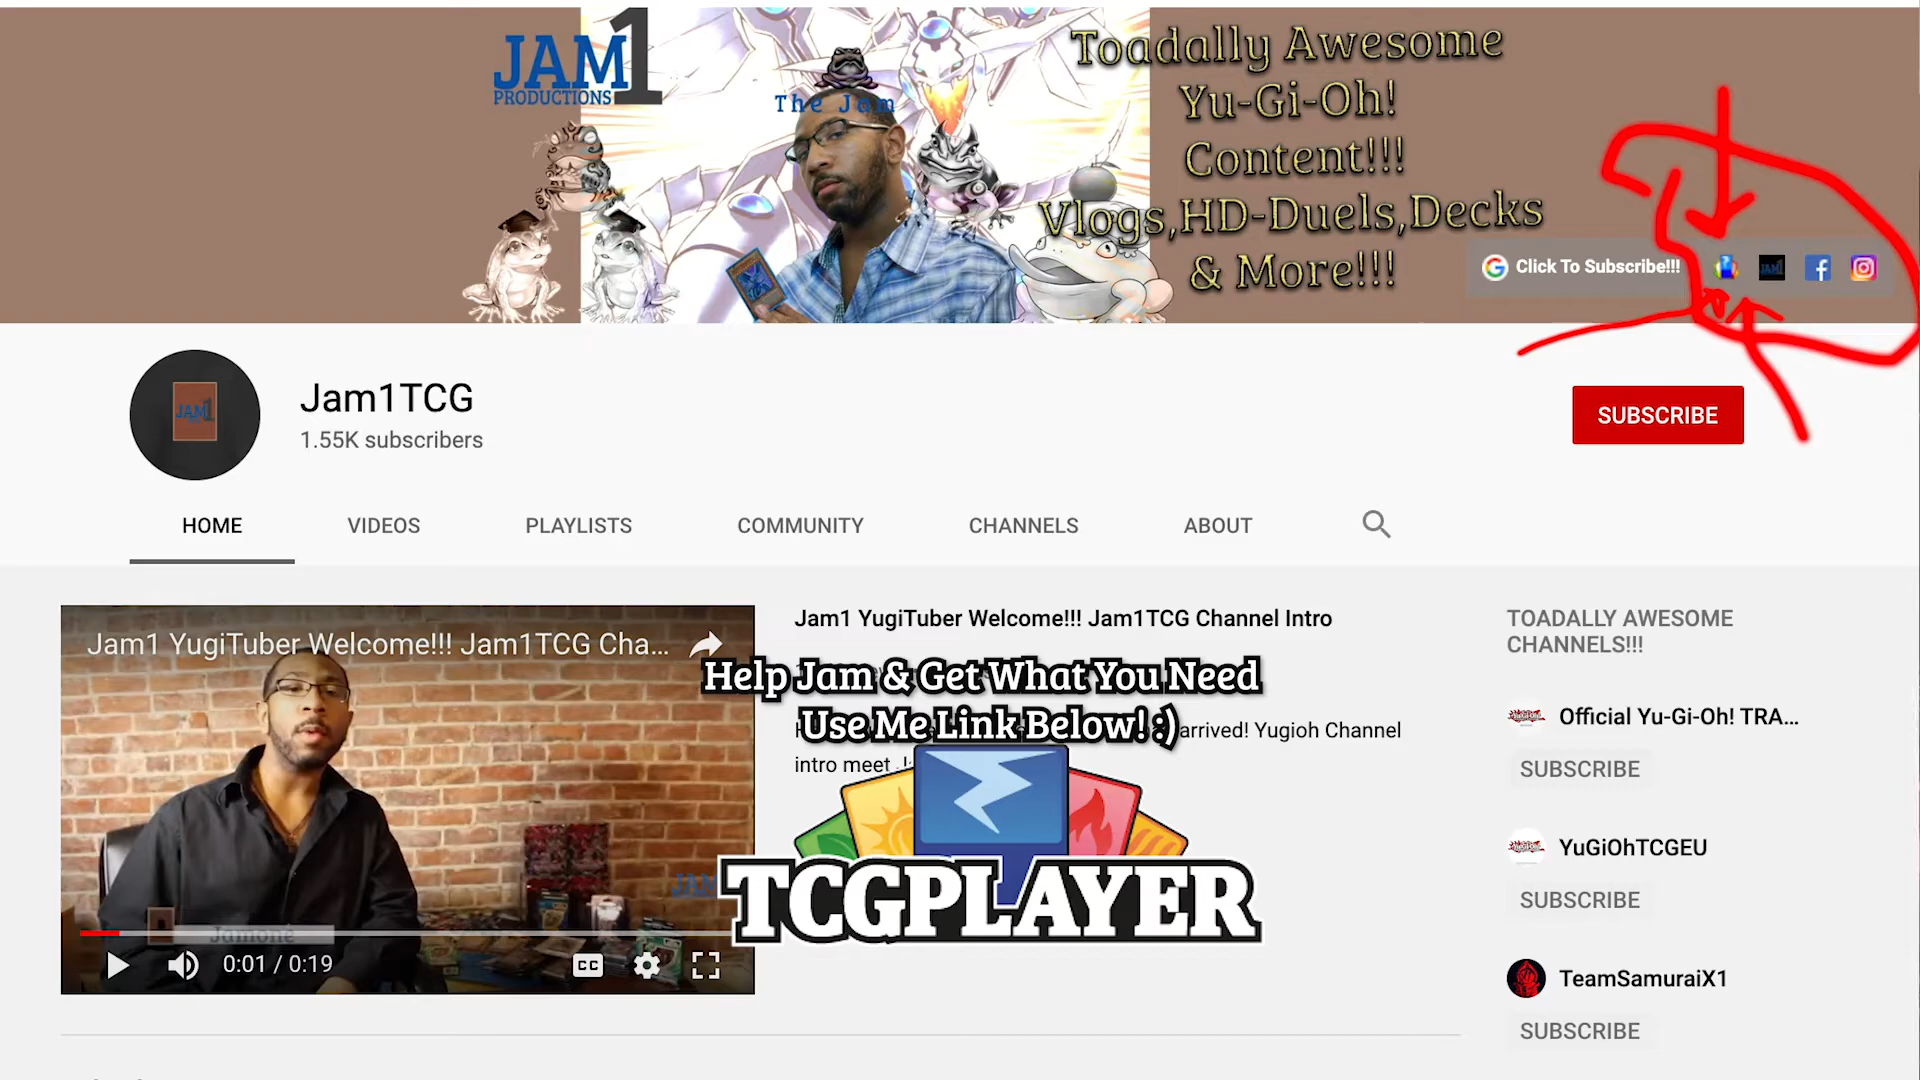 JAM1
PRODUCTIONS
The Jam
Toadally Awesome
Yu-Gi-Oh!
Content!!!
Vlogs,HD-Duels,Decks
& More!!!
Click To Subscribe!!!
Jam1TCG
1.55K subscribers
SUBSCRIBE
HOME VIDEOS PLAYLISTS COMMUNITY CHANNELS ABOUT
Jam1 YugiTuber Welcome!!! Jam1TCG Cha...
Jamone
0:01 / 0:19
CC
Jam1 YugiTuber Welcome!!! Jam1TCG Channel Intro
Help Jam & Get What You Need
Use Me Link Below! :)
arrived! Yugioh Channel
intro meet
TCGPLAYER
TOADALLY AWESOME
CHANNELS!!!
Official Yu-Gi-Oh! TRA...
SUBSCRIBE
YuGiOhTCGEU
SUBSCRIBE
TeamSamuraiX1
SUBSCRIBE